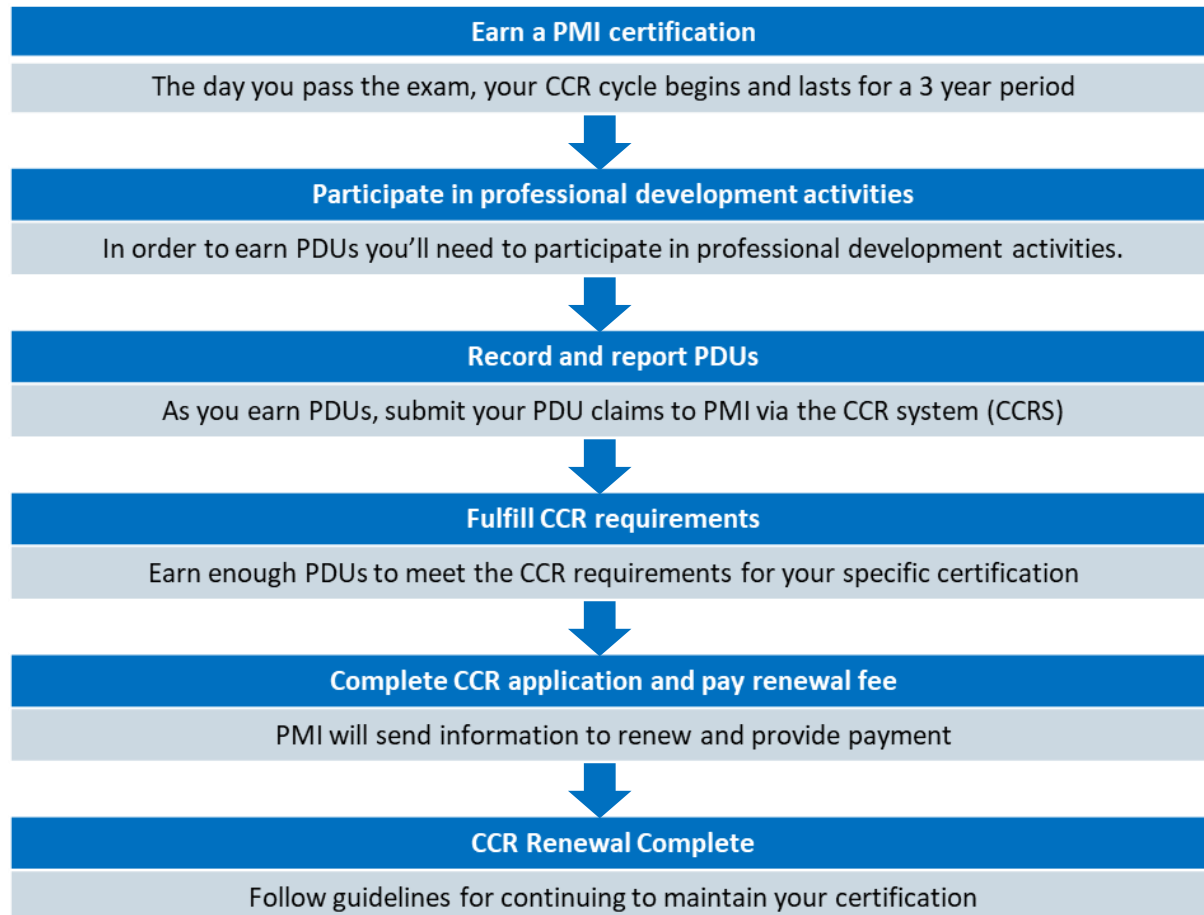 Earn a PMI certification
The day you pass the exam, your CCR cycle begins and lasts for a 3 year period
Participate in professional development activities
In order to earn PDUs you’ll need to participate in professional development activities.
Record and report PDUs
As you earn PDUs, submit your PDU claims to PMI via the CCR system (CCRS)
Fulfill CCR requirements
Earn enough PDUs to meet the CCR requirements for your specific certification
Complete CCR application and pay renewal fee
PMI will send information to renew and provide payment
CCR Renewal Complete
Follow guidelines for continuing to maintain your certification